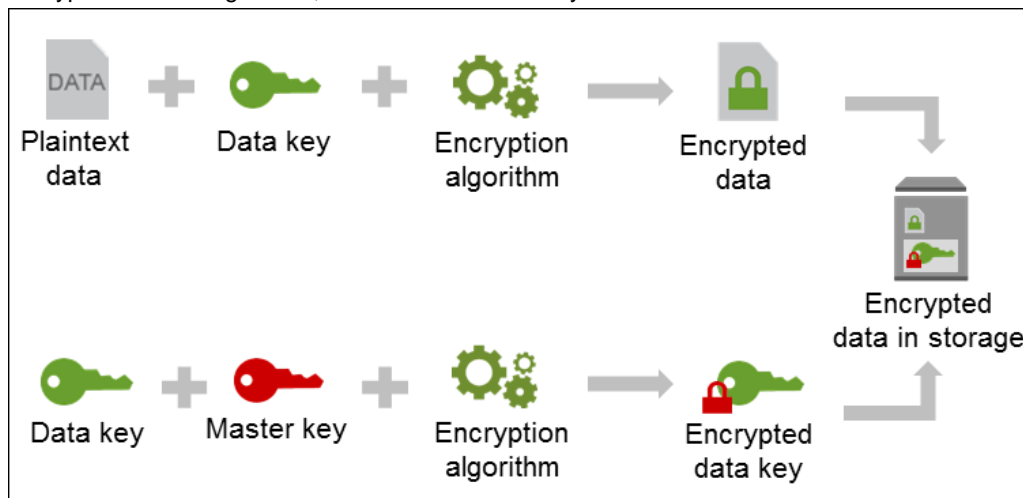 DATA
Plaintext
data
Data key
Encryption
algorithm
Encrypted
data
Encrypted
data in storage
Data key
Master key
Encryption
algorithm
Encrypted
data key